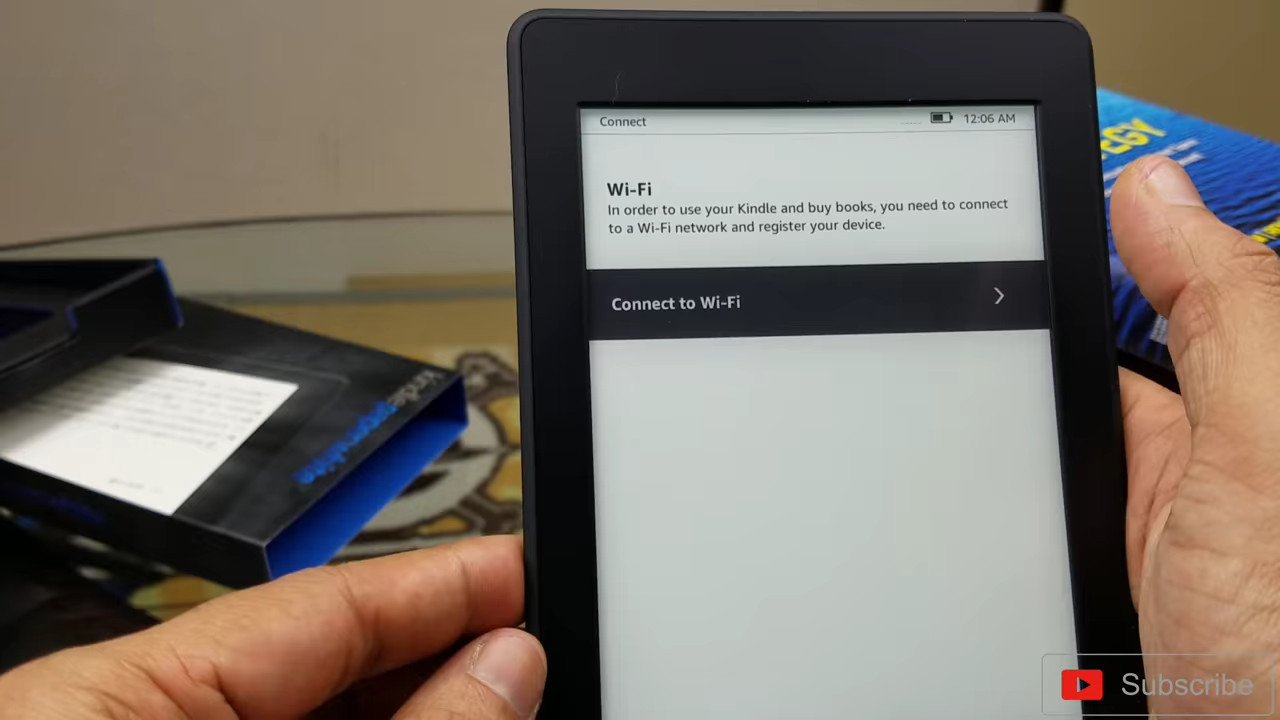 Connect
12:06 AM
Wi-Fi
In order to use your Kindle and buy books, you need to connect
to a Wi-Fi network and register your device.
Connect to Wi-Fi
kindle
paperwhite
EGY
Subscribe